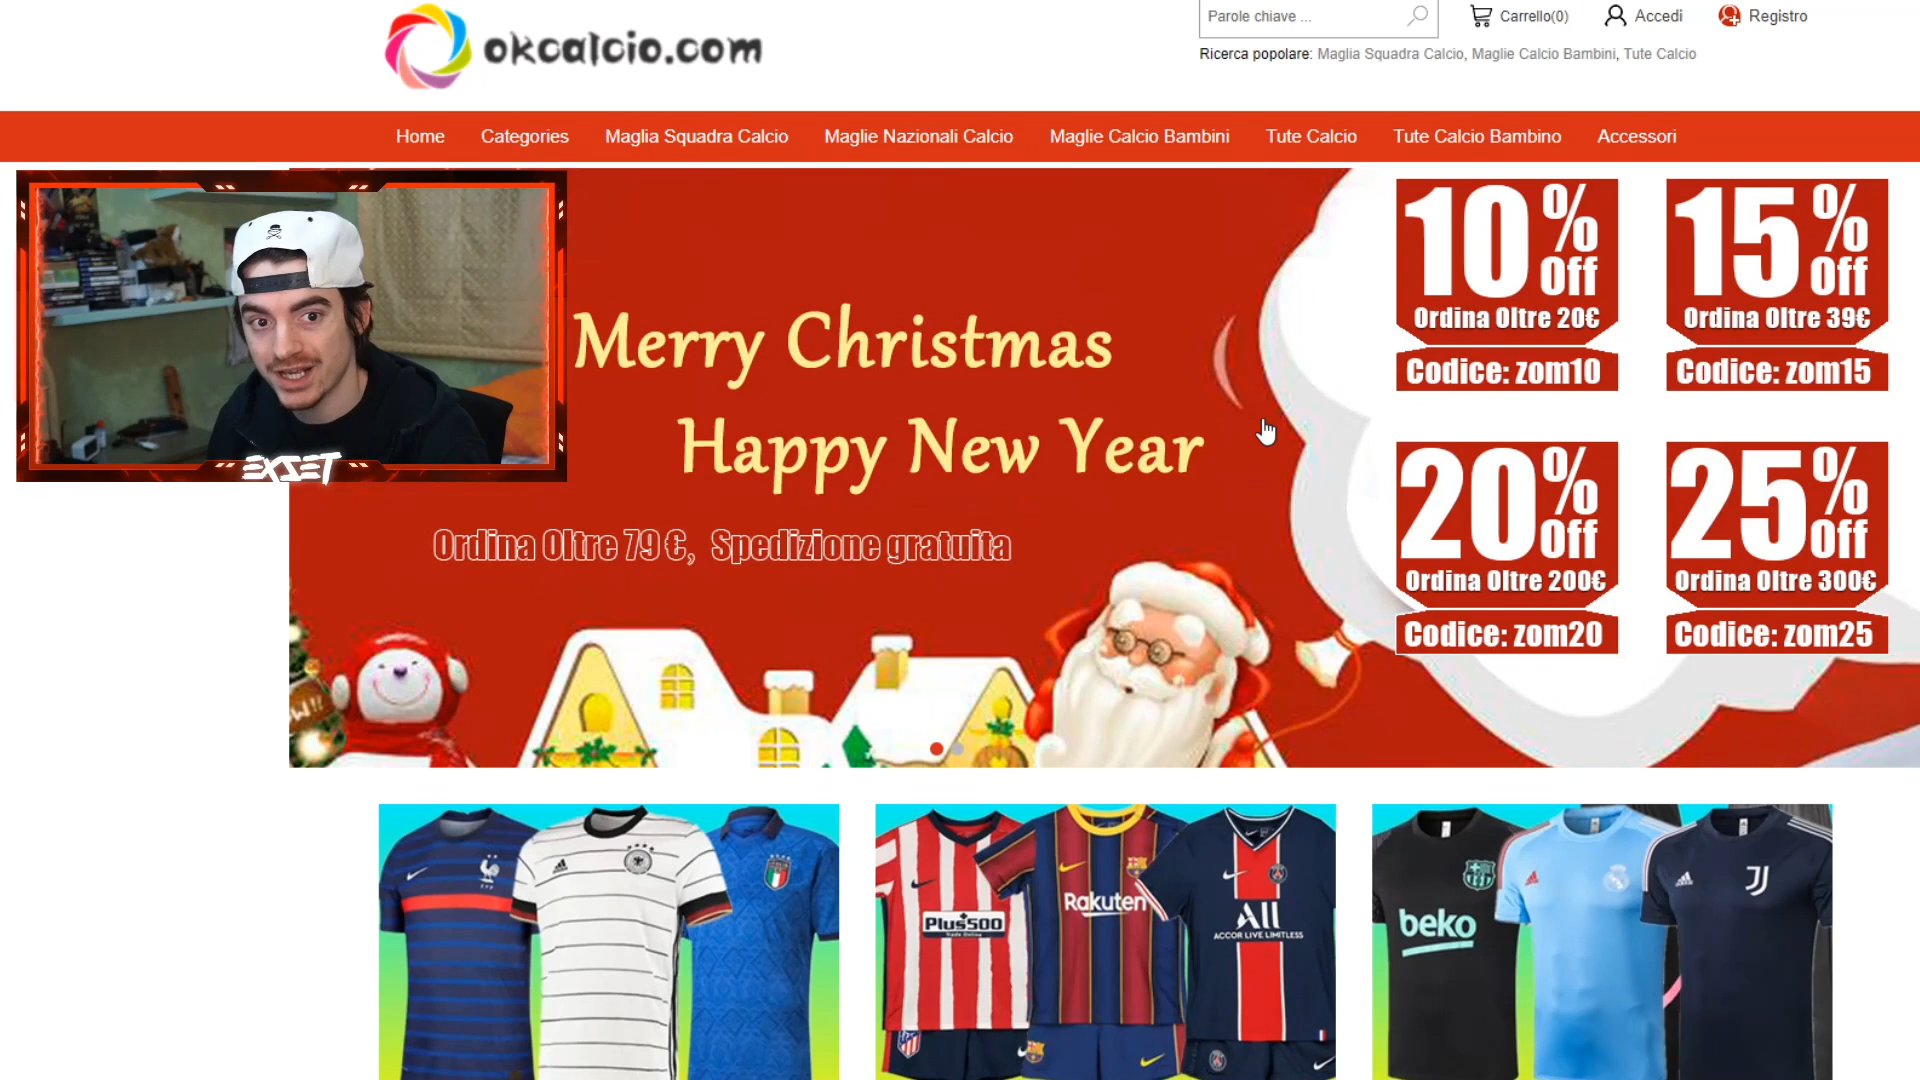 okcalcio.com
Parole chiave ...
Carrello(0)
Accedi
Registro
Ricerca popolare: Maglia Squadra Calcio, Maglie Calcio Bambini, Tute Calcio
Home
Categories
Maglia Squadra Calcio
Maglie Nazionali Calcio
Maglie Calcio Bambini
Tute Calcio
Tute Calcio Bambino
Accessori
EXSET
Merry Christmas
Happy New Year
Ordina Oltre 79 €, Spedizione gratuita
10% Off
Ordina Oltre 20€
Codice: zom10
15% Off
Ordina Oltre 39€
Codice: zom15
20% Off
Ordina Oltre 200€
Codice: zom20
25% Off
Ordina Oltre 300€
Codice: zom25
Plus500
Rakuten
ALL
ACCOR LIVE LIMITLESS
beko